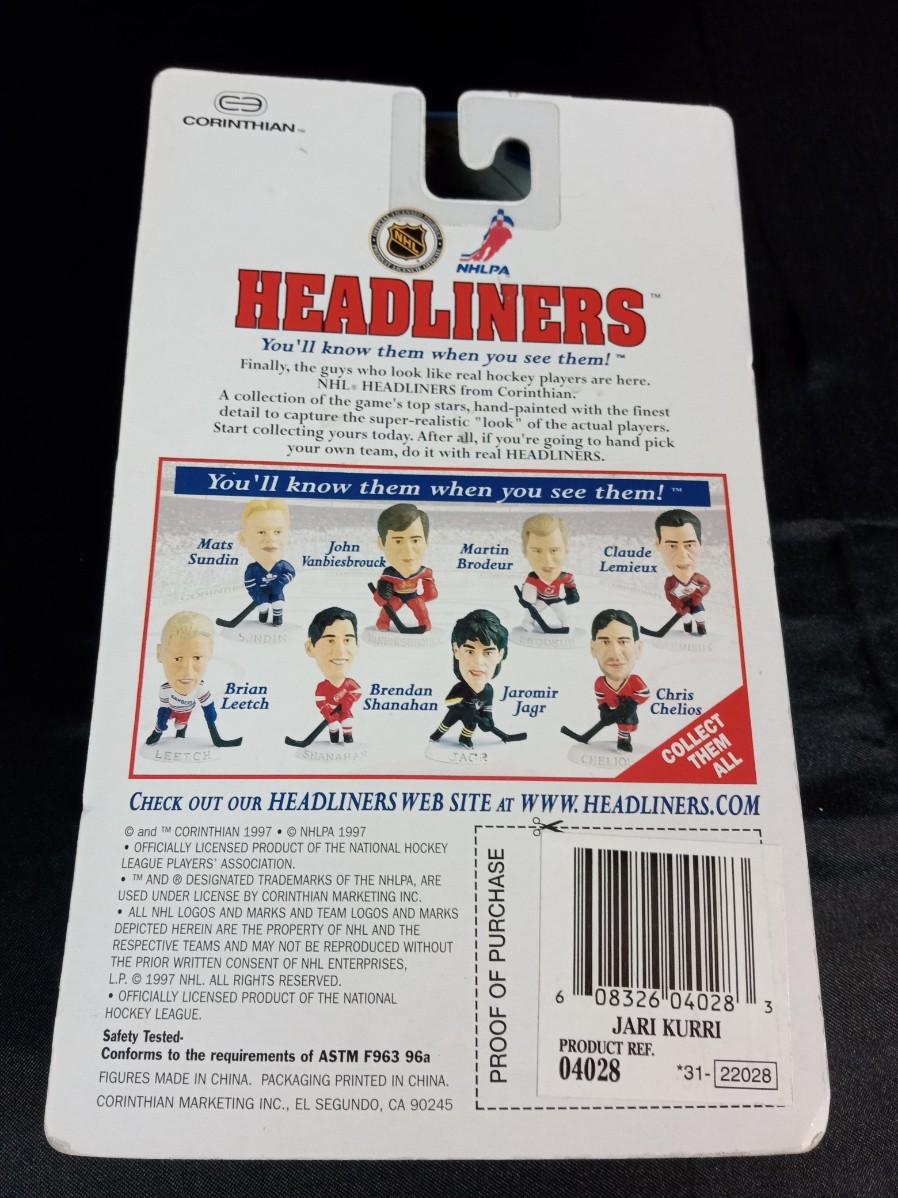 CORINTHIAN™
NHL
NHLPA
HEADLINERS™
You'll know them when you see them! ™
Finally, the guys who look like real hockey players are here.
NHL® HEADLINERS from Corinthian.
A collection of the game's top stars, hand-painted with the finest
detail to capture the super-realistic "look" of the actual players.
Start collecting yours today. After all, if you're going to hand pick
your own team, do it with real HEADLINERS.
You'll know them when you see them! ™
Mats
Sundin
John
Vanbiesbrouck
Martin
Brodeur
Claude
Lemieux
SUNDIN
Brian
Leetch
Brendan
Shanahan
Jaromir
Jagr
Chris
Chelios
LEETCH
SHANAHAN
JAGR
CHELIOS
COLLECT
THEM
ALL
CHECK OUT OUR HEADLINERS WEB SITE AT WWW. HEADLINERS.COM
© and ™ CORINTHIAN 1997 • © NHLPA 1997
• OFFICIALLY LICENSED PRODUCT OF THE NATIONAL HOCKEY
LEAGUE PLAYERS' ASSOCIATION.
• ™ AND ® DESIGNATED TRADEMARKS OF THE NHLPA, ARE
USED UNDER LICENSE BY CORINTHIAN MARKETING INC.
• ALL NHL LOGOS AND MARKS AND TEAM LOGOS AND MARKS
DEPICTED HEREIN ARE THE PROPERTY OF NHL AND THE
RESPECTIVE TEAMS AND MAY NOT BE REPRODUCED WITHOUT
THE PRIOR WRITTEN CONSENT OF NHL ENTERPRISES,
L.P. © 1997 NHL. ALL RIGHTS RESERVED.
• OFFICIALLY LICENSED PRODUCT OF THE NATIONAL
HOCKEY LEAGUE.
Safety Tested-
Conforms to the requirements of ASTM F963 96a
FIGURES MADE IN CHINA. PACKAGING PRINTED IN CHINA.
CORINTHIAN MARKETING INC., EL SEGUNDO, CA 90245
PROOF OF PURCHASE
6 08326 04028 3
JARI KURRI
PRODUCT REF.
04028 *31- 22028